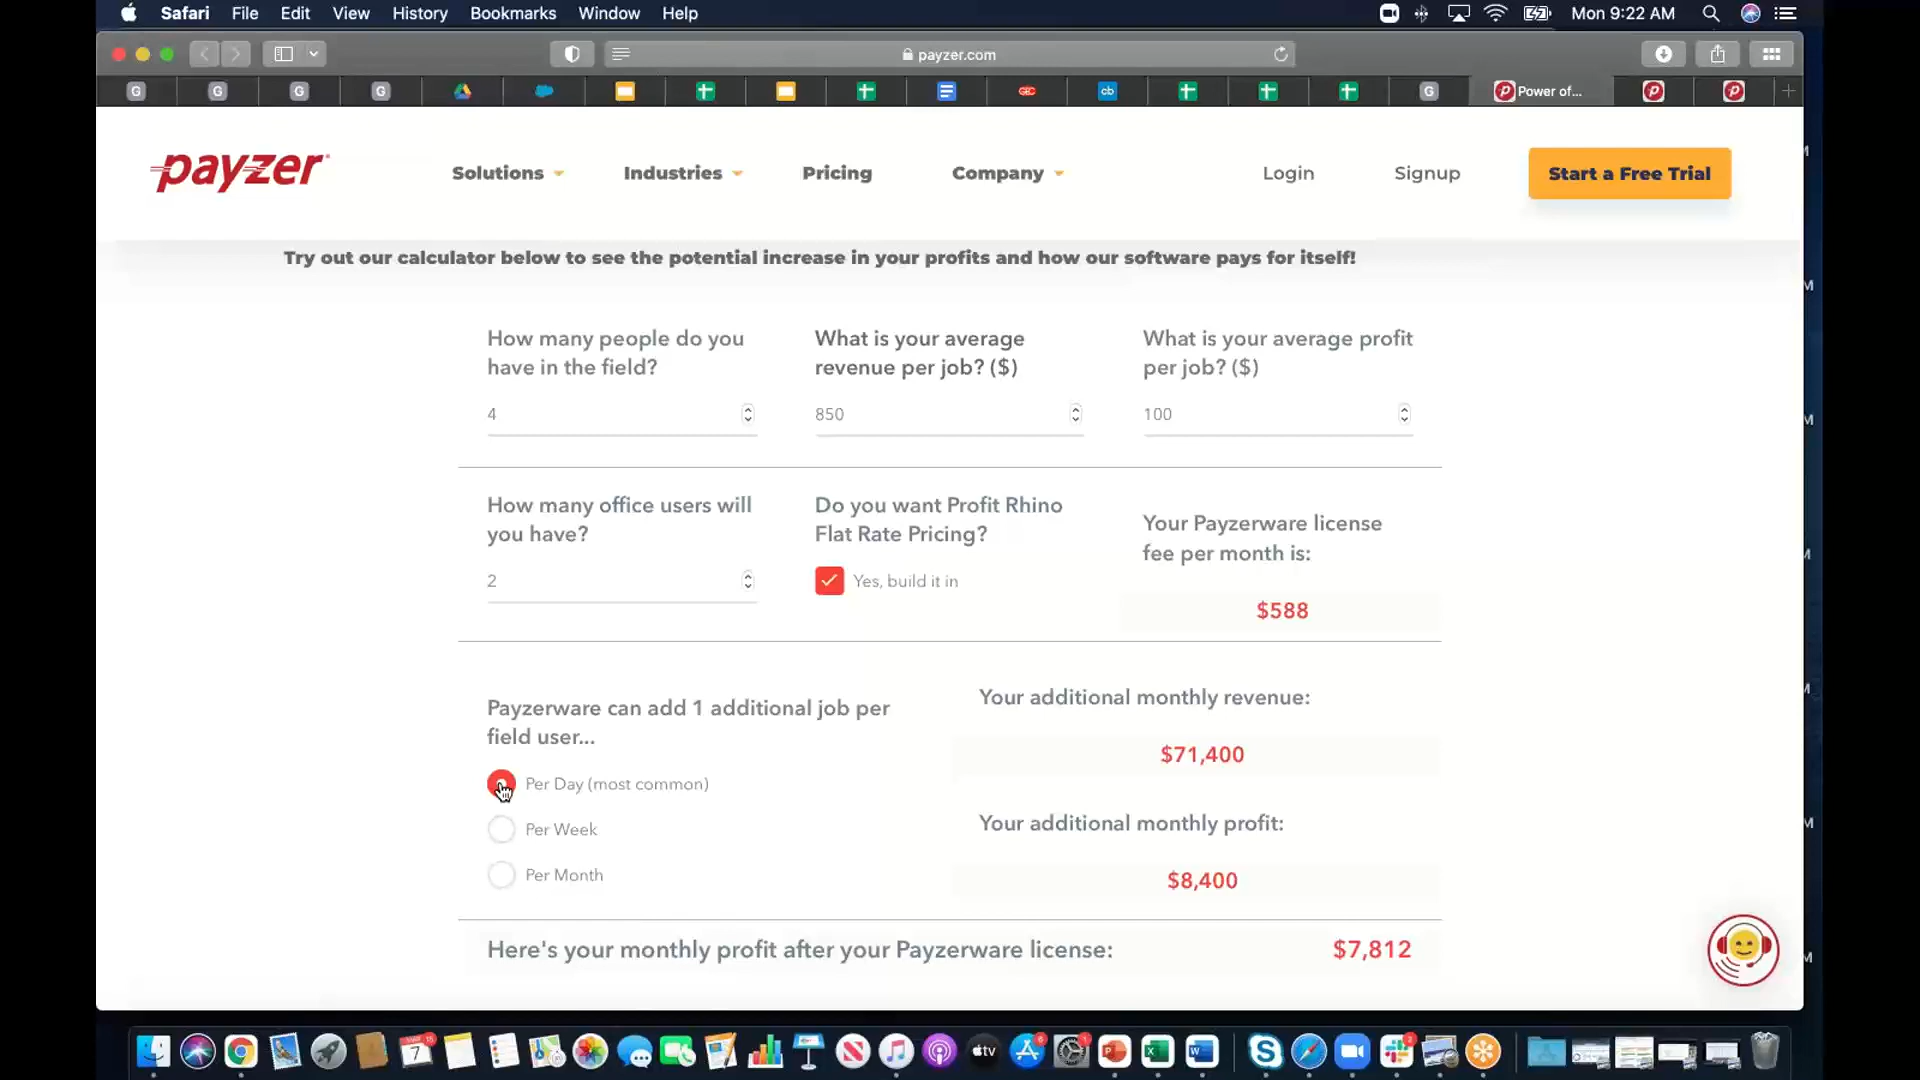 Safari File Edit View History Bookmarks Window Help Mon 9:22 AM
payzer.com
G G G G GEC cb G Power of...
payzer Solutions Industries Pricing Company Login Signup Start a Free Trial
Try out our calculator below to see the potential increase in your profits and how our software pays for itself!
How many people do you
have in the field?
4
What is your average
revenue per job? ($)
850
What is your average profit
per job? ($)
100
How many office users will
you have?
2
Do you want Profit Rhino
Flat Rate Pricing?
Yes, build it in
Your Payzerware license
fee per month is:
$588
Payzerware can add 1 additional job per
field user...
Per Day (most common)
Per Week
Per Month
Your additional monthly revenue:
$71,400
Your additional monthly profit:
$8,400
Here's your monthly profit after your Payzerware license: $7,812